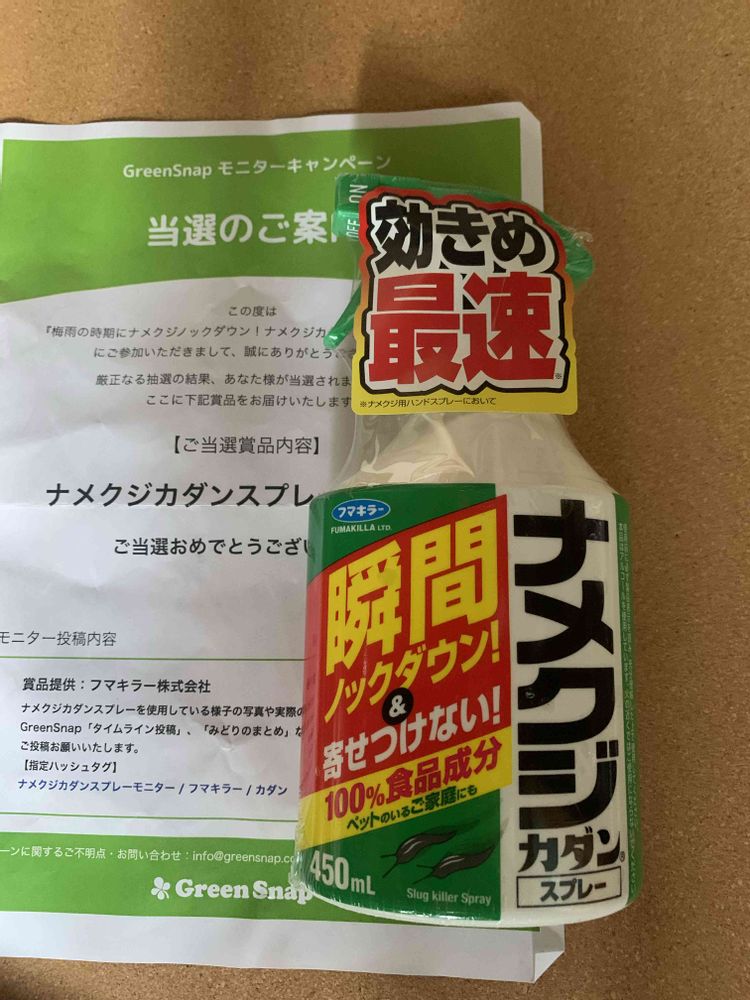 GreenSnap モニターキャンペーン
当選のご案
この度は
『梅雨の時期にナメクジノックダウン！ナメクジカ
にご参加いただきまして、誠にありがとう
厳正なる抽選の結果、あなた様が当選されま
ここに下記賞品をお届けいたします
【ご当選賞品内容】
ナメクジカダンスプレ
ご当選おめでとうござい
モニター投稿内容
賞品提供：フマキラー株式会社
ナメクジカダンスプレーを使用している様子の写真や実際の
GreenSnap「タイムライン投稿」、「みどりのまとめ」な
ご投稿お願いいたします。
【指定ハッシュタグ】
ナメクジカダンスプレーモニター / フマキラー / カダン
ーンに関するご不明点・お問い合わせ：info@greensnap.co
Green Snap
OFF ON
効きめ
最速
※
※ナメクジ用ハンドスプレーにおいて
フマキラー
FUMAKILLA LTD.
瞬間
ノックダウン！
&
寄せつけない！
100%食品成分
ペットのいるご家庭にも
450mL
Slug killer Spray
ナメクジ
カダン®
スプレー